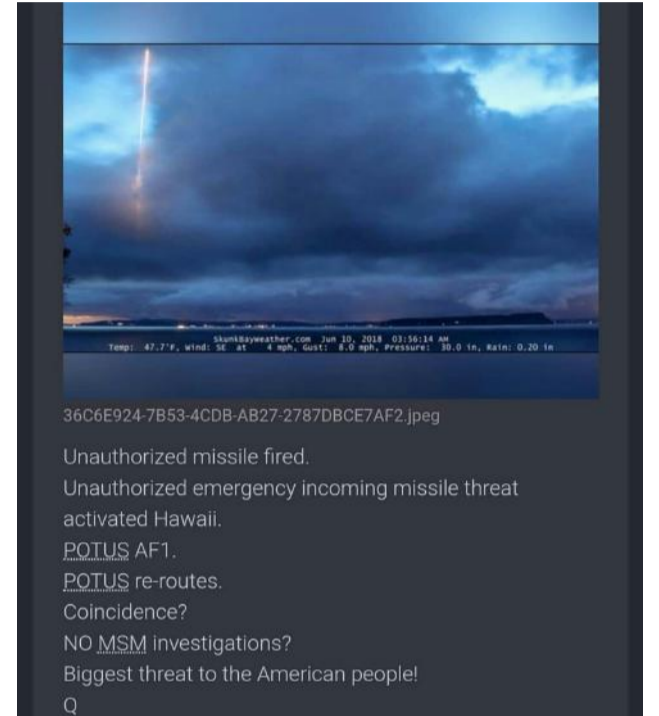 SkunkBayweather.com Jun 10, 2018 03:56:14 AM
Temp: 47.7°F, Wind: SE at 4 mph, Gust: 8.0 mph, Pressure: 30.0 in, Rain: 0.20 in
36C6E924-7B53-4CDB-AB27-2787DBCE7AF2.jpeg
Unauthorized missile fired.
Unauthorized emergency incoming missile threat
activated Hawaii.
POTUS AF1.
POTUS re-routes.
Coincidence?
NO MSM investigations?
Biggest threat to the American people!
Q